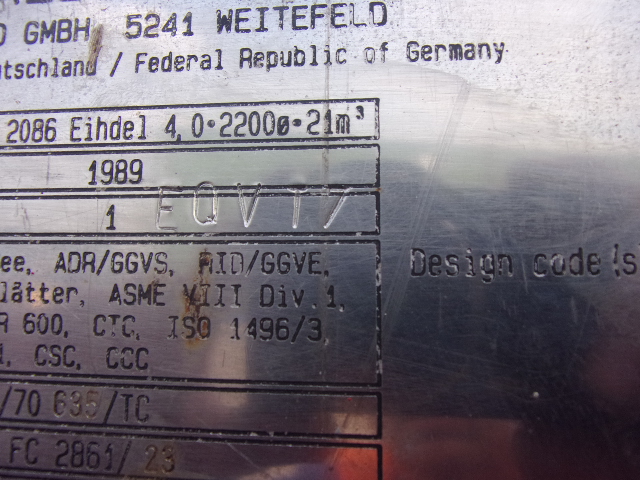 O GMBH, 5241 WEITEFELD
utschland / Federal Republic of Germany
2086 Eihdel 4,0·2200ø·21m³
1989
1 EQVT7
ee, ADR/GGVS, RID/GGVE, Design code/s
lätter, ASME VIII Div.1,
R 600, CTC, ISO 1496/3,
CSC, CCC
/70 635/TC
FC 2861/23